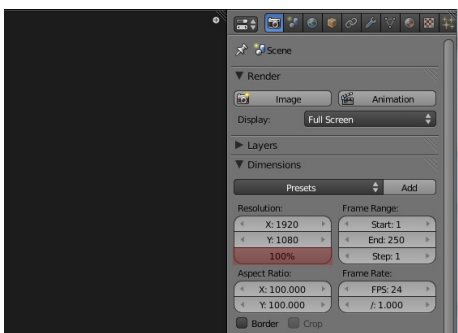 Scene
Render
Image Animation
Display: Full Screen
Layers
Dimensions
Presets Add
Resolution: Frame Range:
X: 1920 Start: 1
Y: 1080 End: 250
100% Step: 1
Aspect Ratio: Frame Rate:
X: 100.000 FPS: 24
Y: 100.000 /: 1.000
Border Crop